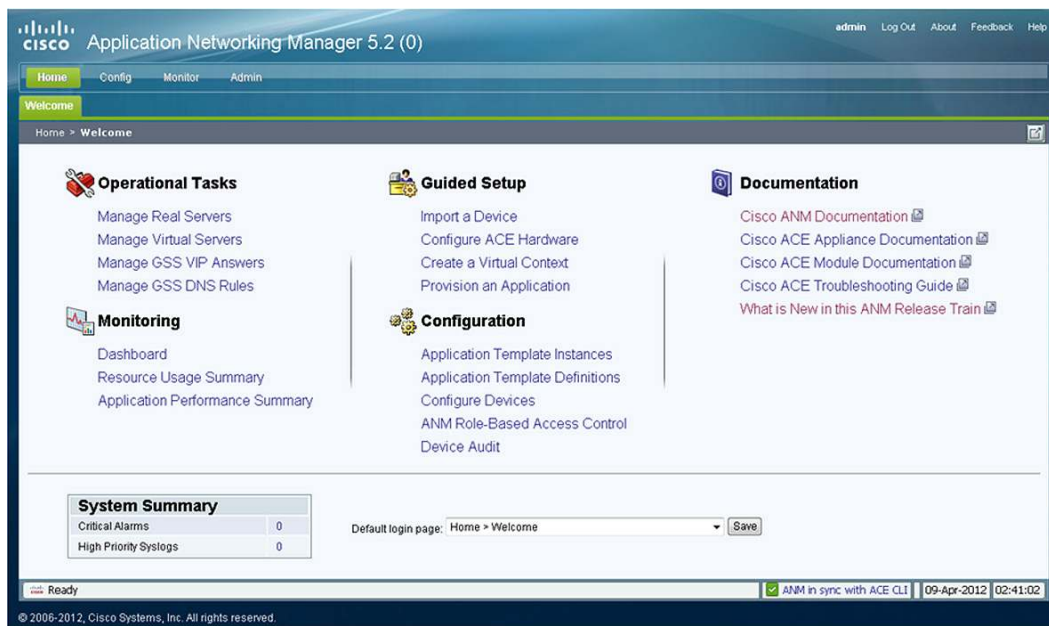 cisco Application Networking Manager 5.2 (0)
admin Log Out About Feedback Help
Home Config Monitor Admin
Welcome
Home > Welcome
Operational Tasks
Manage Real Servers
Manage Virtual Servers
Manage GSS VIP Answers
Manage GSS DNS Rules
Monitoring
Dashboard
Resource Usage Summary
Application Performance Summary
Guided Setup
Import a Device
Configure ACE Hardware
Create a Virtual Context
Provision an Application
Configuration
Application Template Instances
Application Template Definitions
Configure Devices
ANM Role-Based Access Control
Device Audit
Documentation
Cisco ANM Documentation
Cisco ACE Appliance Documentation
Cisco ACE Module Documentation
Cisco ACE Troubleshooting Guide
What is New in this ANM Release Train
System Summary
Critical Alarms 0
High Priority Syslogs 0
Default login page: Home > Welcome Save
Ready
ANM in sync with ACE CLI 09-Apr-2012 02:41:02
© 2006-2012, Cisco Systems, Inc. All rights reserved.